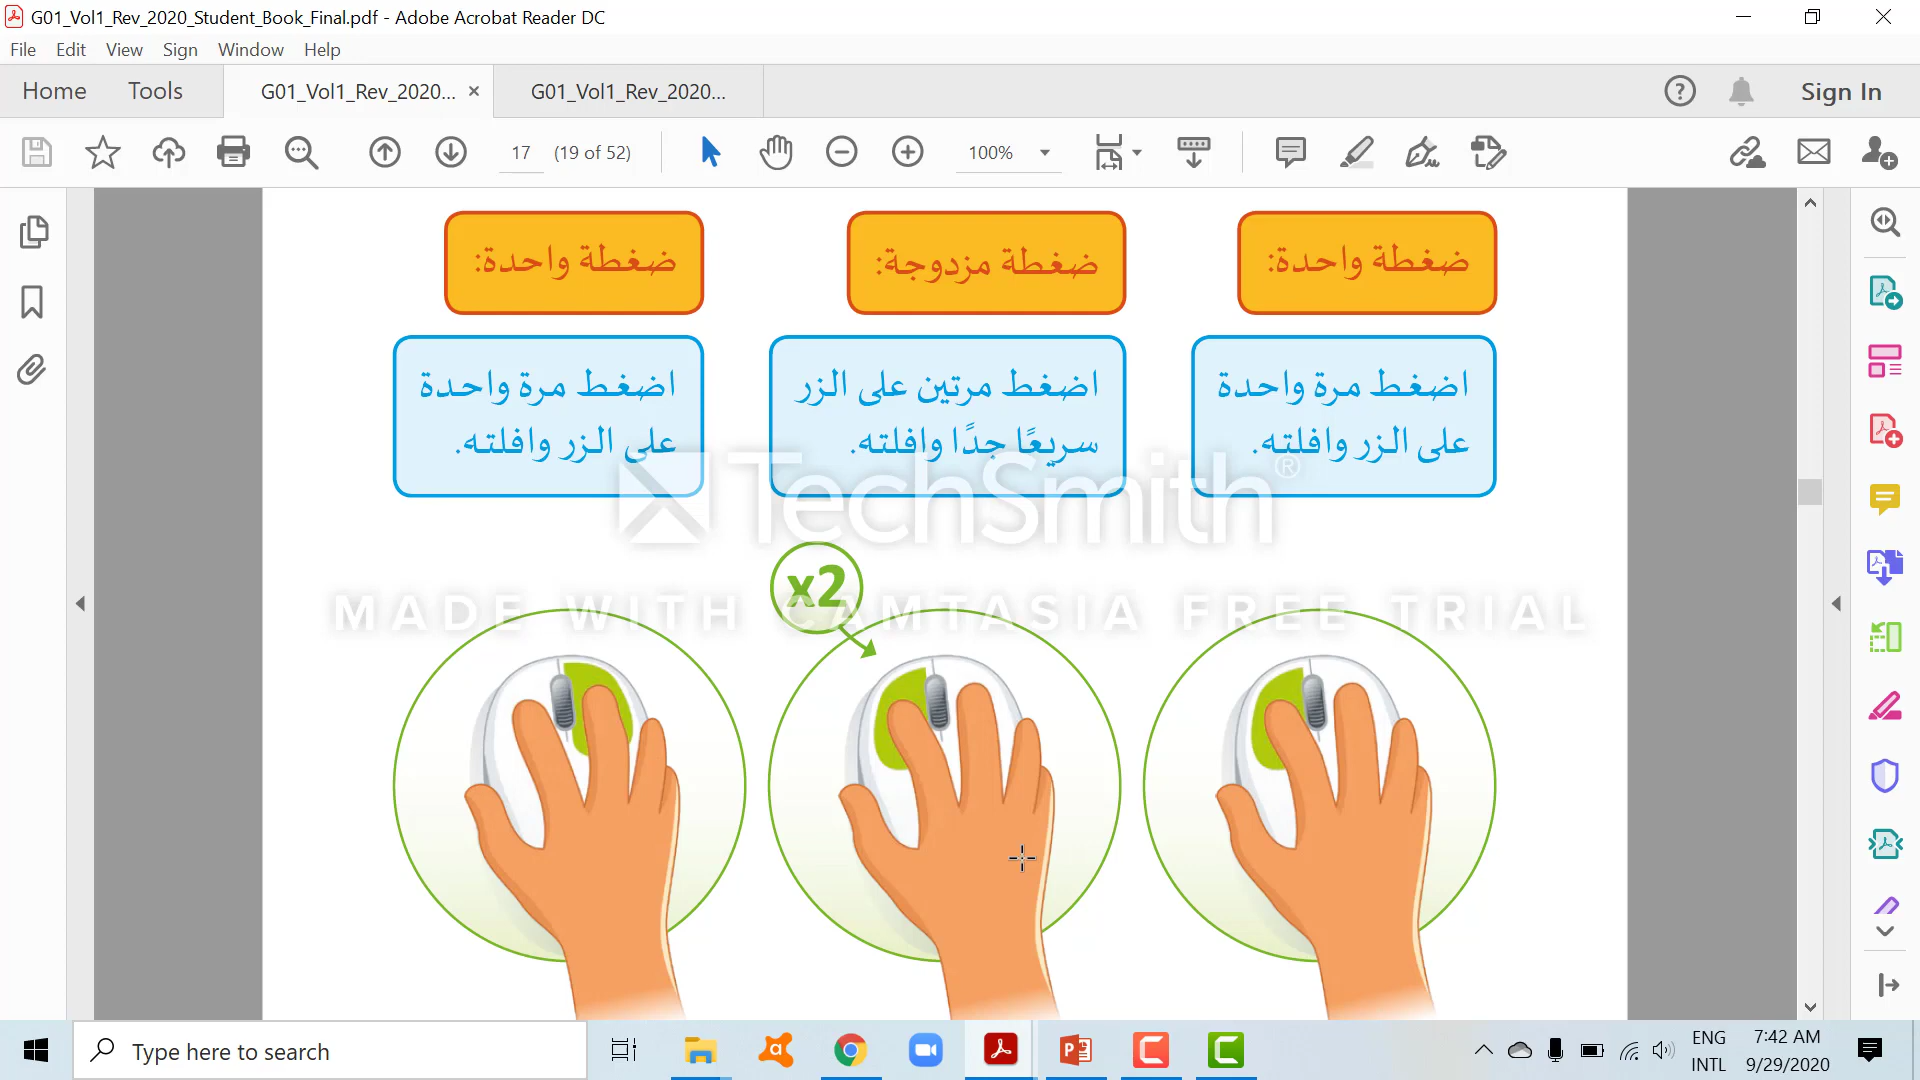 G01_Vol1_Rev_2020_Student_Book_Final.pdf - Adobe Acrobat Reader DC
File Edit View Sign Window Help
Home Tools G01_Vol1_Rev_2020... × G01_Vol1_Rev_2020... Sign In
17 (19 of 52) 100%
ضغطة واحدة: ضغطة مزدوجة: ضغطة واحدة:
اضغط مرة واحدة
على الزر وافلته.
اضغط مرتين على الزر
سريعًا جدًا وافلته.
اضغط مرة واحدة
على الزر وافلته.
TechSmith®
x2
MADE WITH CAMTASIA FREE TRIAL
Type here to search
ENG
INTL
7:42 AM
9/29/2020